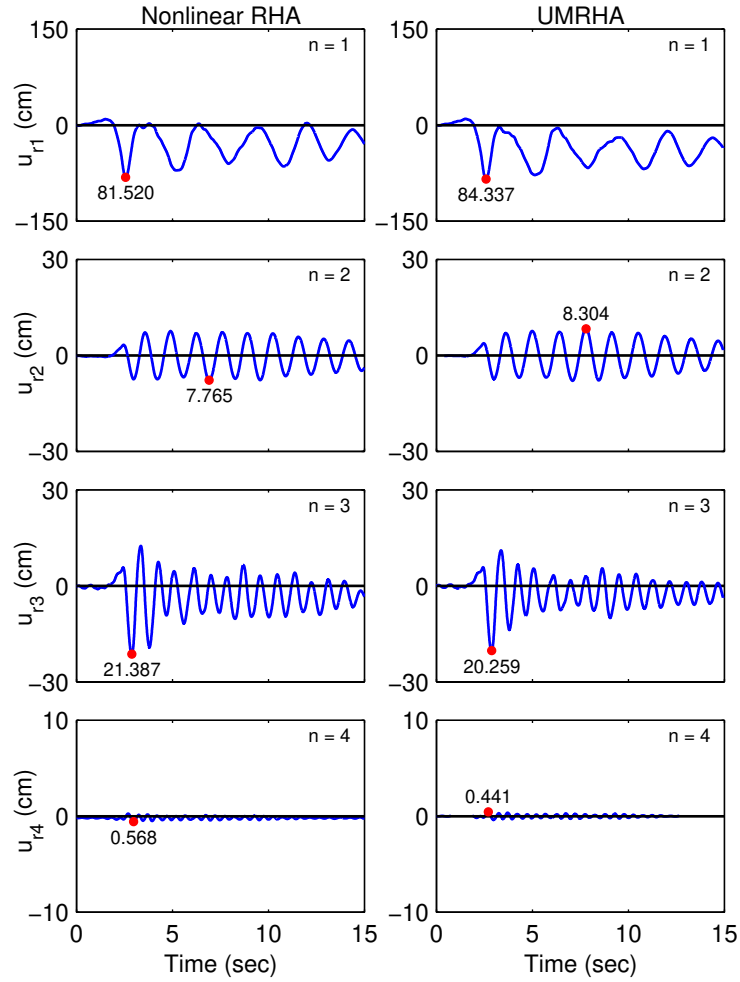 Nonlinear RHA
UMRHA
150
0
−150
u_r1 (cm)
n = 1
81.520
150
0
−150
n = 1
84.337
30
0
−30
u_r2 (cm)
n = 2
7.765
30
0
−30
n = 2
8.304
30
0
−30
u_r3 (cm)
n = 3
21.387
30
0
−30
n = 3
20.259
10
0
−10
u_r4 (cm)
n = 4
0.568
0 5 10 15
Time (sec)
10
0
−10
n = 4
0.441
0 5 10 15
Time (sec)